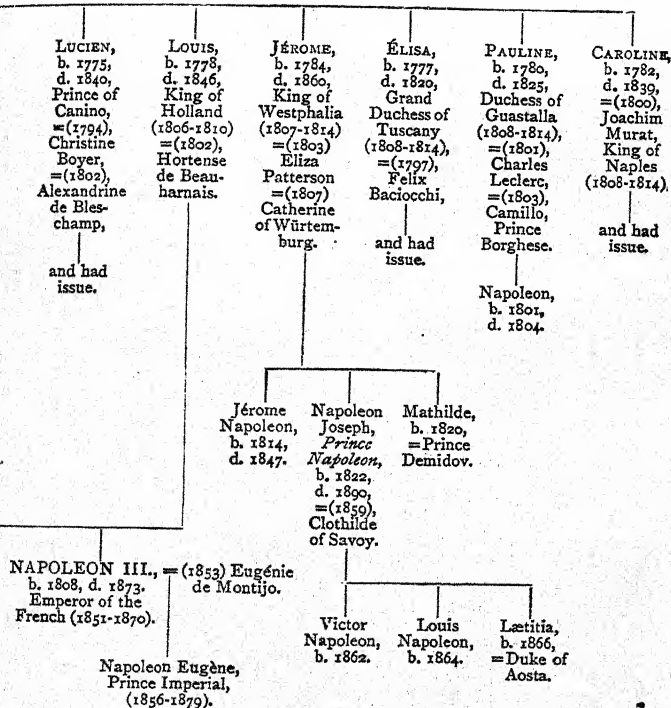 LUCIEN,
b. 1775,
d. 1840,
Prince of
Canino,
=(1794),
Christine
Boyer,
=(1802),
Alexandrine
de Bles-
champ,
and had
issue.
LOUIS,
b. 1778,
d. 1846,
King of
Holland
(1806-1810)
=(1802),
Hortense
de Beau-
harnais.
JÉROME,
b. 1784,
d. 1860,
King of
Westphalia
(1807-1814)
=(1803)
Eliza
Patterson
=(1807)
Catherine
of Würtem-
burg.
ÉLISA,
b. 1777,
d. 1820,
Grand
Duchess of
Tuscany
(1808-1814),
=(1797),
Felix
Baciocchi,
and had
issue.
PAULINE,
b. 1780,
d. 1825,
Duchess of
Guastalla
(1808-1814),
=(1801),
Charles
Leclerc,
=(1803),
Camillo,
Prince
Borghese.
Napoleon,
b. 1801,
d. 1804.
CAROLINE,
b. 1782,
d. 1839,
=(1800),
Joachim
Murat,
King of
Naples
(1808-1814),
and had
issue.
Jérome
Napoleon,
b. 1814,
d. 1847.
Napoleon
Joseph,
Prince
Napoleon,
b. 1822,
d. 1890,
=(1859),
Clothilde
of Savoy.
Mathilde,
b. 1820,
=Prince
Demidov.
NAPOLEON III., =(1853) Eugénie
b. 1808, d. 1873. de Montijo.
Emperor of the
French (1851-1870).
Napoleon Eugène,
Prince Imperial,
(1856-1879).
Victor
Napoleon,
b. 1862.
Louis
Napoleon,
b. 1864.
Lætitia,
b. 1866,
=Duke of
Aosta.